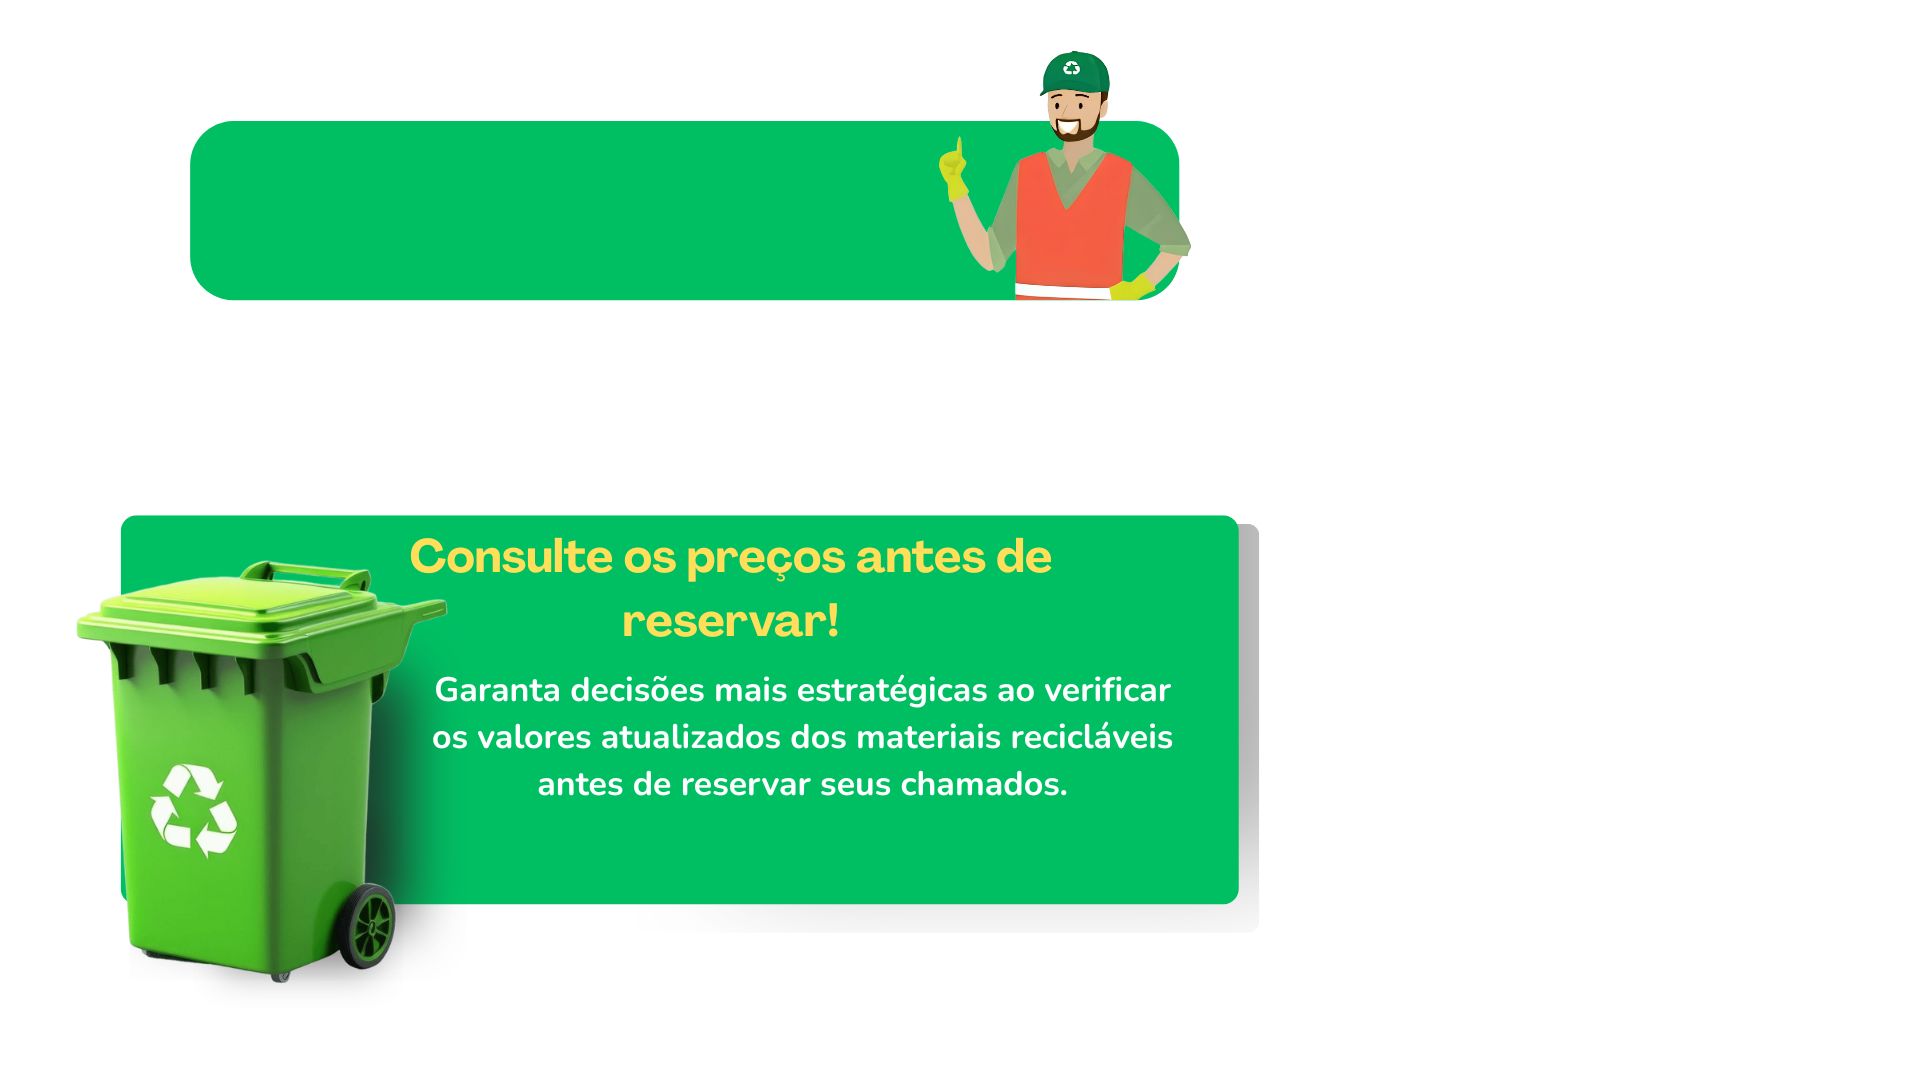 Consulte os preços antes de
reservar!
Garanta decisões mais estratégicas ao verificar
os valores atualizados dos materiais recicláveis
antes de reservar seus chamados.